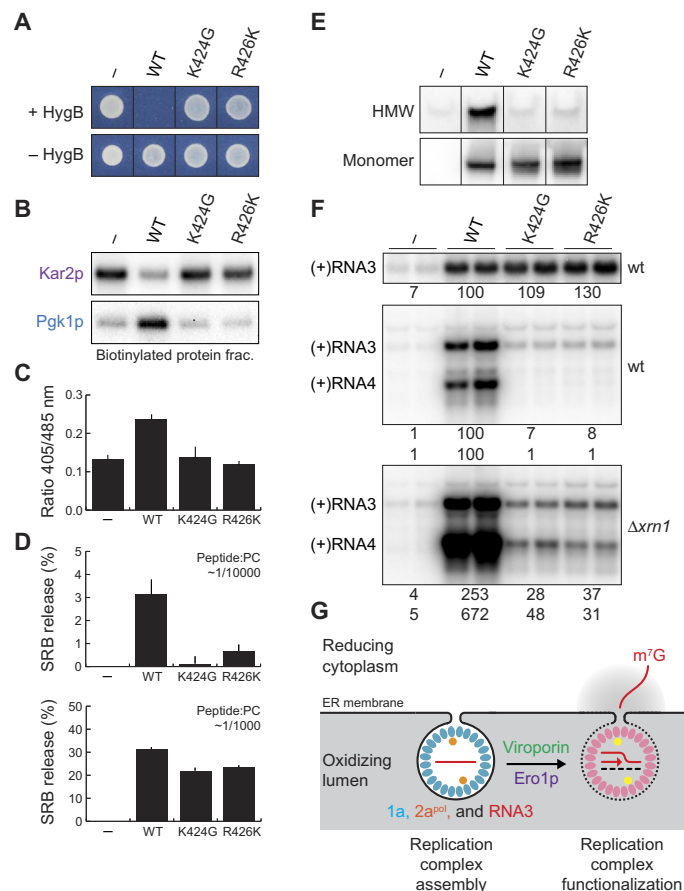 A
– WT K424G R426K
+ HygB
– HygB
B
– WT K424G R426K
Kar2p
Pgk1p
Biotinylated protein frac.
C
Ratio 405/485 nm
0.3
0.2
0.1
0
– WT K424G R426K
D
SRB release (%)
Peptide:PC
~1/10000
5
4
3
2
1
0
– WT K424G R426K
SRB release (%)
Peptide:PC
~1/1000
50
40
30
20
10
0
– WT K424G R426K
E
– WT K424G R426K
HMW
Monomer
F
– WT K424G R426K
(+)RNA3 wt
7 100 109 130
(+)RNA3
(+)RNA4
wt
1 100 7 8
1 100 1 1
(+)RNA3
(+)RNA4
Δxrn1
4 253 28 37
5 672 48 31
G
Reducing
cytoplasm
m⁷G
ER membrane
Oxidizing
lumen
Viroporin
Ero1p
1a, 2aᵖᵒˡ, and RNA3
Replication
complex
assembly
Replication
complex
functionalization